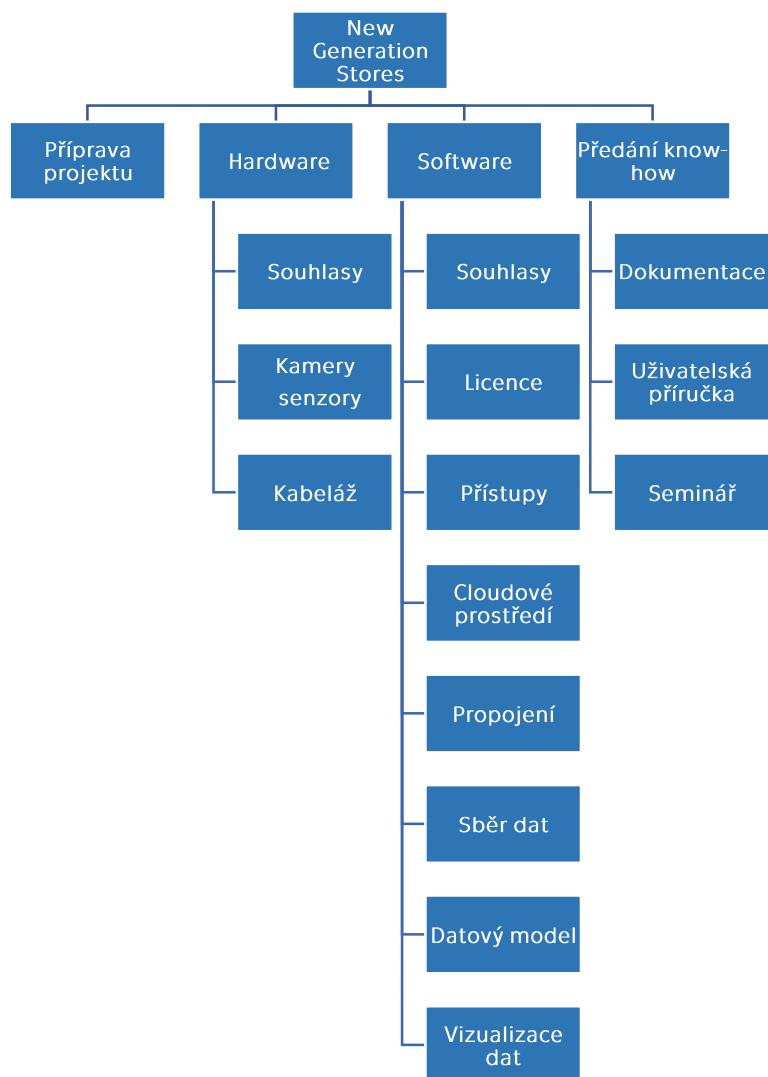 New
Generation
Stores
Příprava
projektu
Hardware
Software
Předání know-
how
Souhlasy
Kamery
senzory
Kabeláž
Souhlasy
Licence
Přístupy
Cloudové
prostředí
Propojení
Sběr dat
Datový model
Vizualizace
dat
Dokumentace
Uživatelská
příručka
Seminář